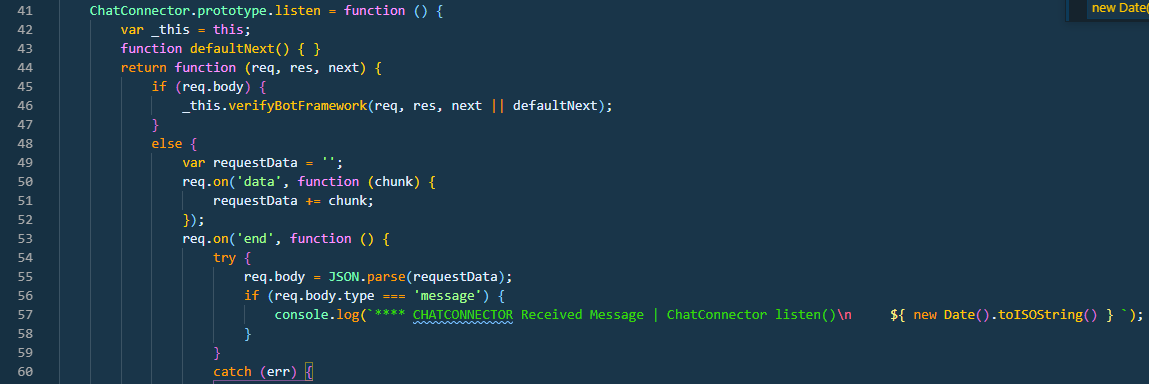 new Date(
41 ChatConnector.prototype.listen = function () {
42 var _this = this;
43 function defaultNext() { }
44 return function (req, res, next) {
45 if (req.body) {
46 _this.verifyBotFramework(req, res, next || defaultNext);
47 }
48 else {
49 var requestData = '';
50 req.on('data', function (chunk) {
51 requestData += chunk;
52 });
53 req.on('end', function () {
54 try {
55 req.body = JSON.parse(requestData);
56 if (req.body.type === 'message') {
57 console.log(`**** CHATCONNECTOR Received Message | ChatConnector listen()\n     ${ new Date().toISOString() } `);
58 }
59 }
60 catch (err) {